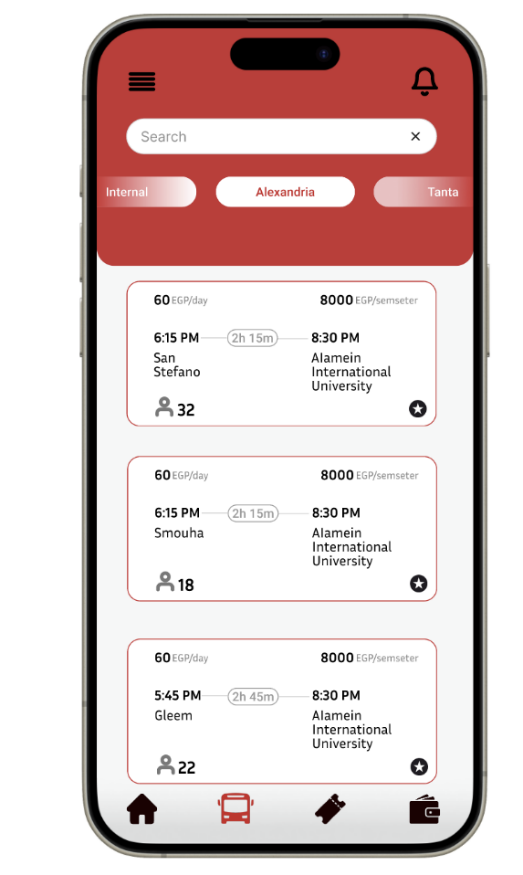 Search
Internal Alexandria Tanta
60 EGP/day 8000 EGP/semseter
6:15 PM 2h 15m 8:30 PM
San Alamein
Stefano International
University
32
60 EGP/day 8000 EGP/semseter
6:15 PM 2h 15m 8:30 PM
Smouha Alamein
International
University
18
60 EGP/day 8000 EGP/semseter
5:45 PM 2h 45m 8:30 PM
Gleem Alamein
International
University
22